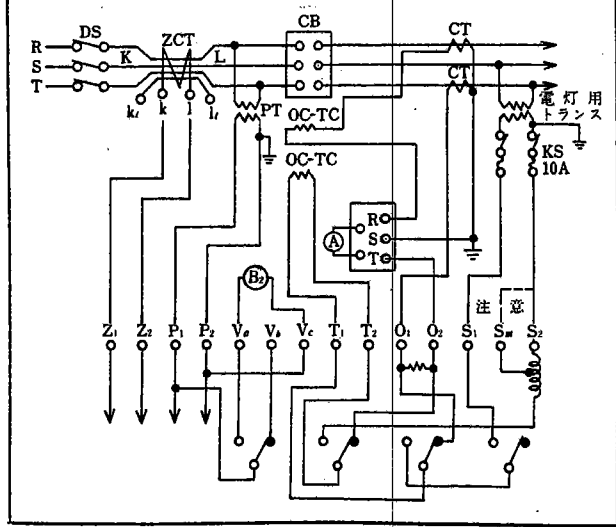 DS
CB
CT
R
S
T
K
ZCT
L
CT
kt
k
l
lt
PT
OC-TC
OC-TC
電灯用
トランス
KS
10A
A
R
S
T
B₂
注意
Z₁
Z₂
P₁
P₂
Va
Vb
Vc
T₁
T₂
O₁
O₂
S₁
SM
S₂